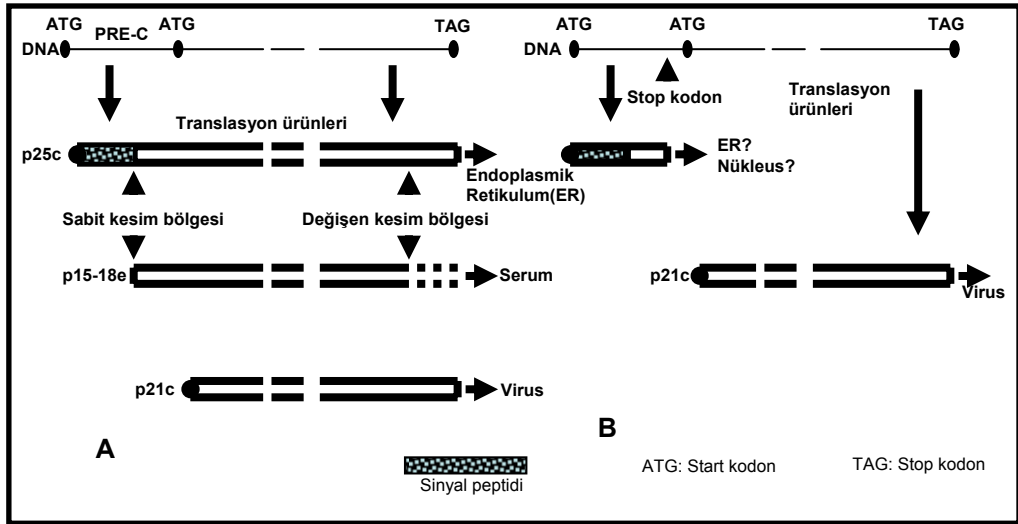 ATG
PRE-C
ATG
TAG
DNA
Translasyon ürünleri
p25c
Endoplasmik
Retikulum(ER)
Sabit kesim bölgesi
Değişen kesim bölgesi
p15-18e
Serum
p21c
Virus
A
ATG
ATG
TAG
DNA
Stop kodon
Translasyon
ürünleri
ER?
Nükleus?
p21c
Virus
B
Sinyal peptidi
ATG: Start kodon
TAG: Stop kodon